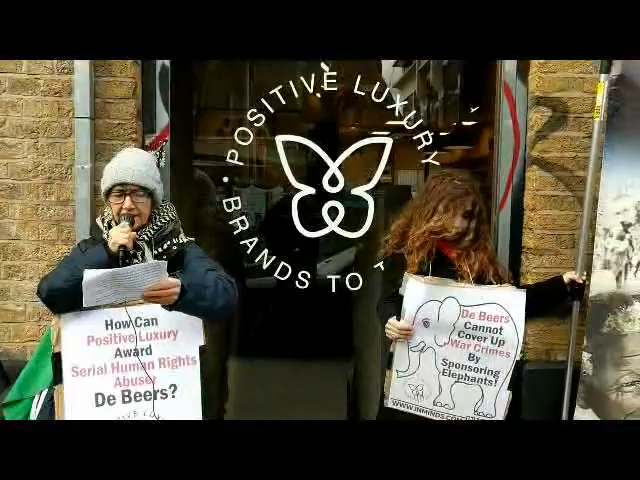 POSITIVE LUXURY
BRANDS TO T
How Can
Positive Luxury
Award
Serial Human Rights
Abuser
De Beers?
De Beers
Cannot
Cover Up
War Crimes
By
Sponsoring
Elephants!
WWW.INMINDS.CO